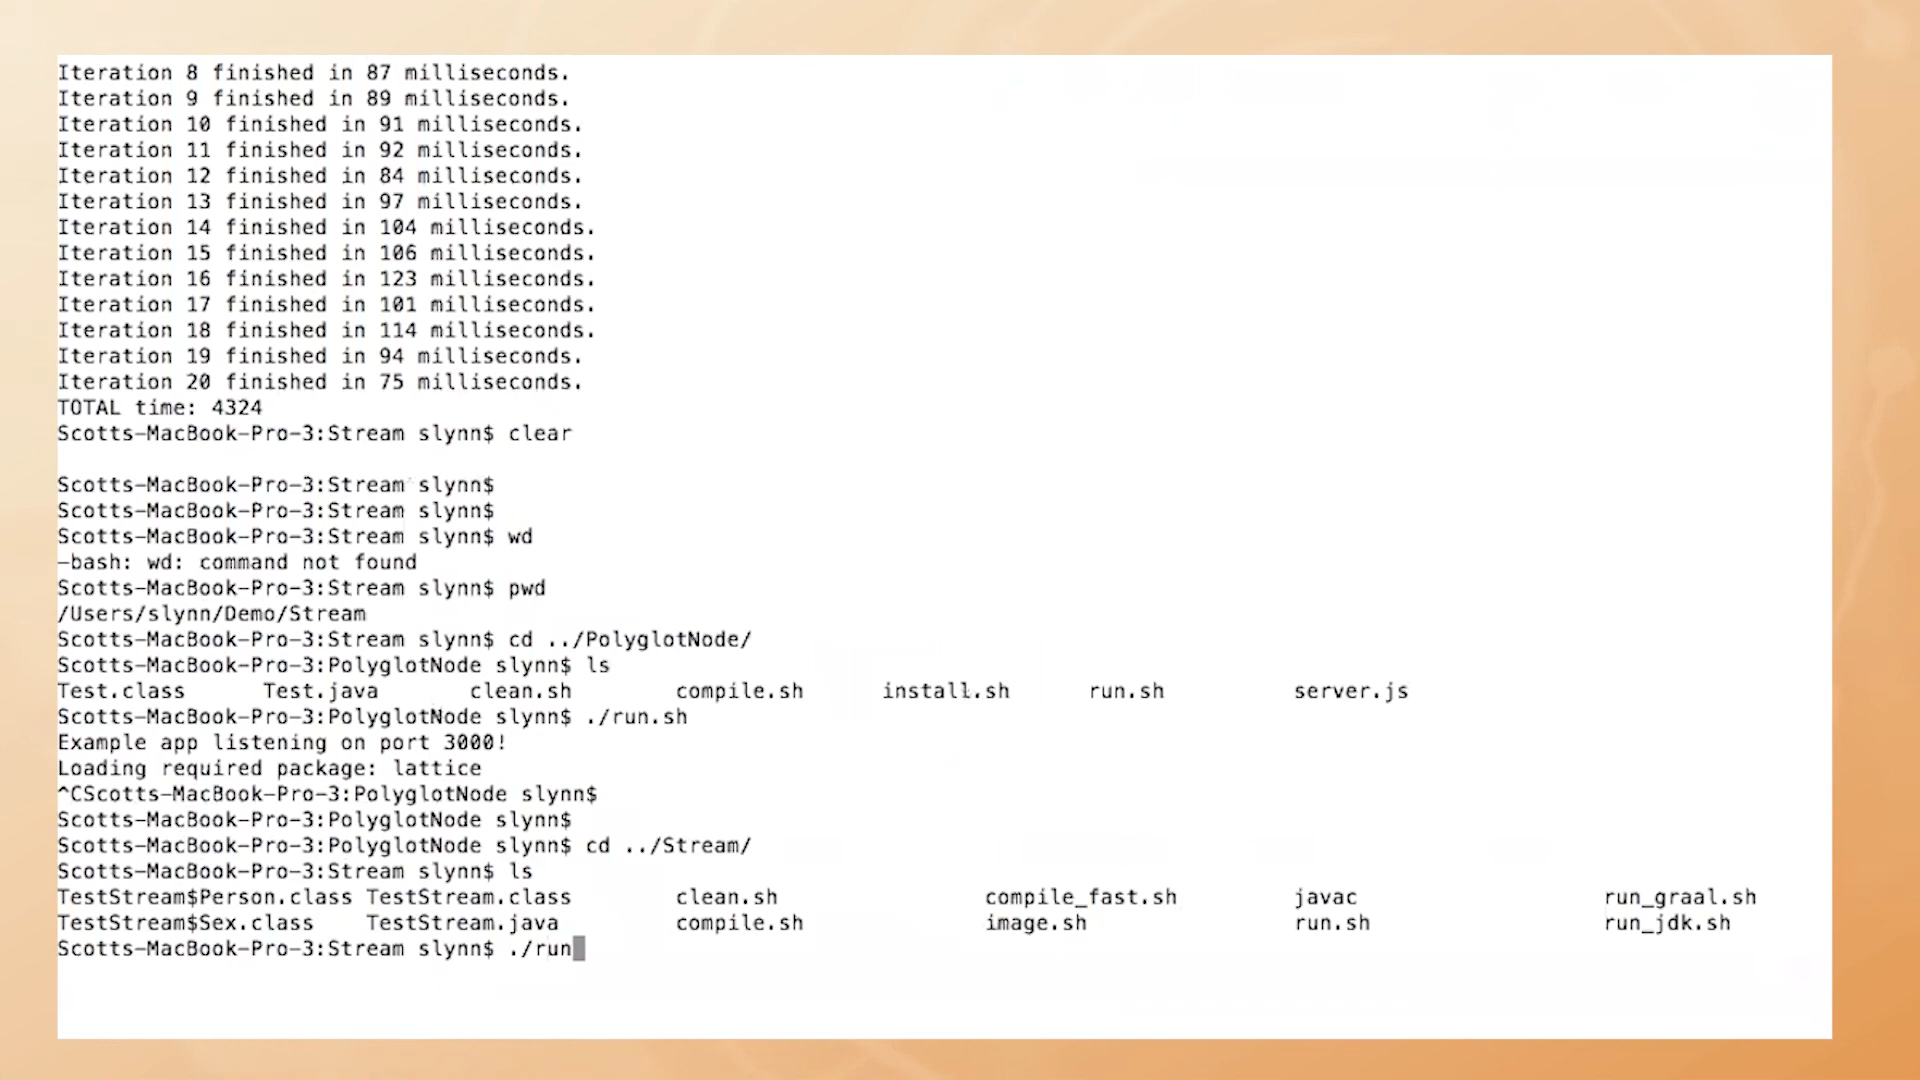 Iteration 8 finished in 87 milliseconds.
Iteration 9 finished in 89 milliseconds.
Iteration 10 finished in 91 milliseconds.
Iteration 11 finished in 92 milliseconds.
Iteration 12 finished in 84 milliseconds.
Iteration 13 finished in 97 milliseconds.
Iteration 14 finished in 104 milliseconds.
Iteration 15 finished in 106 milliseconds.
Iteration 16 finished in 123 milliseconds.
Iteration 17 finished in 101 milliseconds.
Iteration 18 finished in 114 milliseconds.
Iteration 19 finished in 94 milliseconds.
Iteration 20 finished in 75 milliseconds.
TOTAL time: 4324
Scotts-MacBook-Pro-3:Stream slynn$ clear
Scotts-MacBook-Pro-3:Stream slynn$
Scotts-MacBook-Pro-3:Stream slynn$
Scotts-MacBook-Pro-3:Stream slynn$ wd
-bash: wd: command not found
Scotts-MacBook-Pro-3:Stream slynn$ pwd
/Users/slynn/Demo/Stream
Scotts-MacBook-Pro-3:Stream slynn$ cd ../PolyglotNode/
Scotts-MacBook-Pro-3:PolyglotNode slynn$ ls
Test.class Test.java clean.sh compile.sh install.sh run.sh server.js
Scotts-MacBook-Pro-3:PolyglotNode slynn$ ./run.sh
Example app listening on port 3000!
Loading required package: lattice
^CScotts-MacBook-Pro-3:PolyglotNode slynn$
Scotts-MacBook-Pro-3:PolyglotNode slynn$
Scotts-MacBook-Pro-3:PolyglotNode slynn$ cd ../Stream/
Scotts-MacBook-Pro-3:Stream slynn$ ls
TestStream$Person.class TestStream.class clean.sh compile_fast.sh javac run_graal.sh
TestStream$Sex.class TestStream.java compile.sh image.sh run.sh run_jdk.sh
Scotts-MacBook-Pro-3:Stream slynn$ ./run